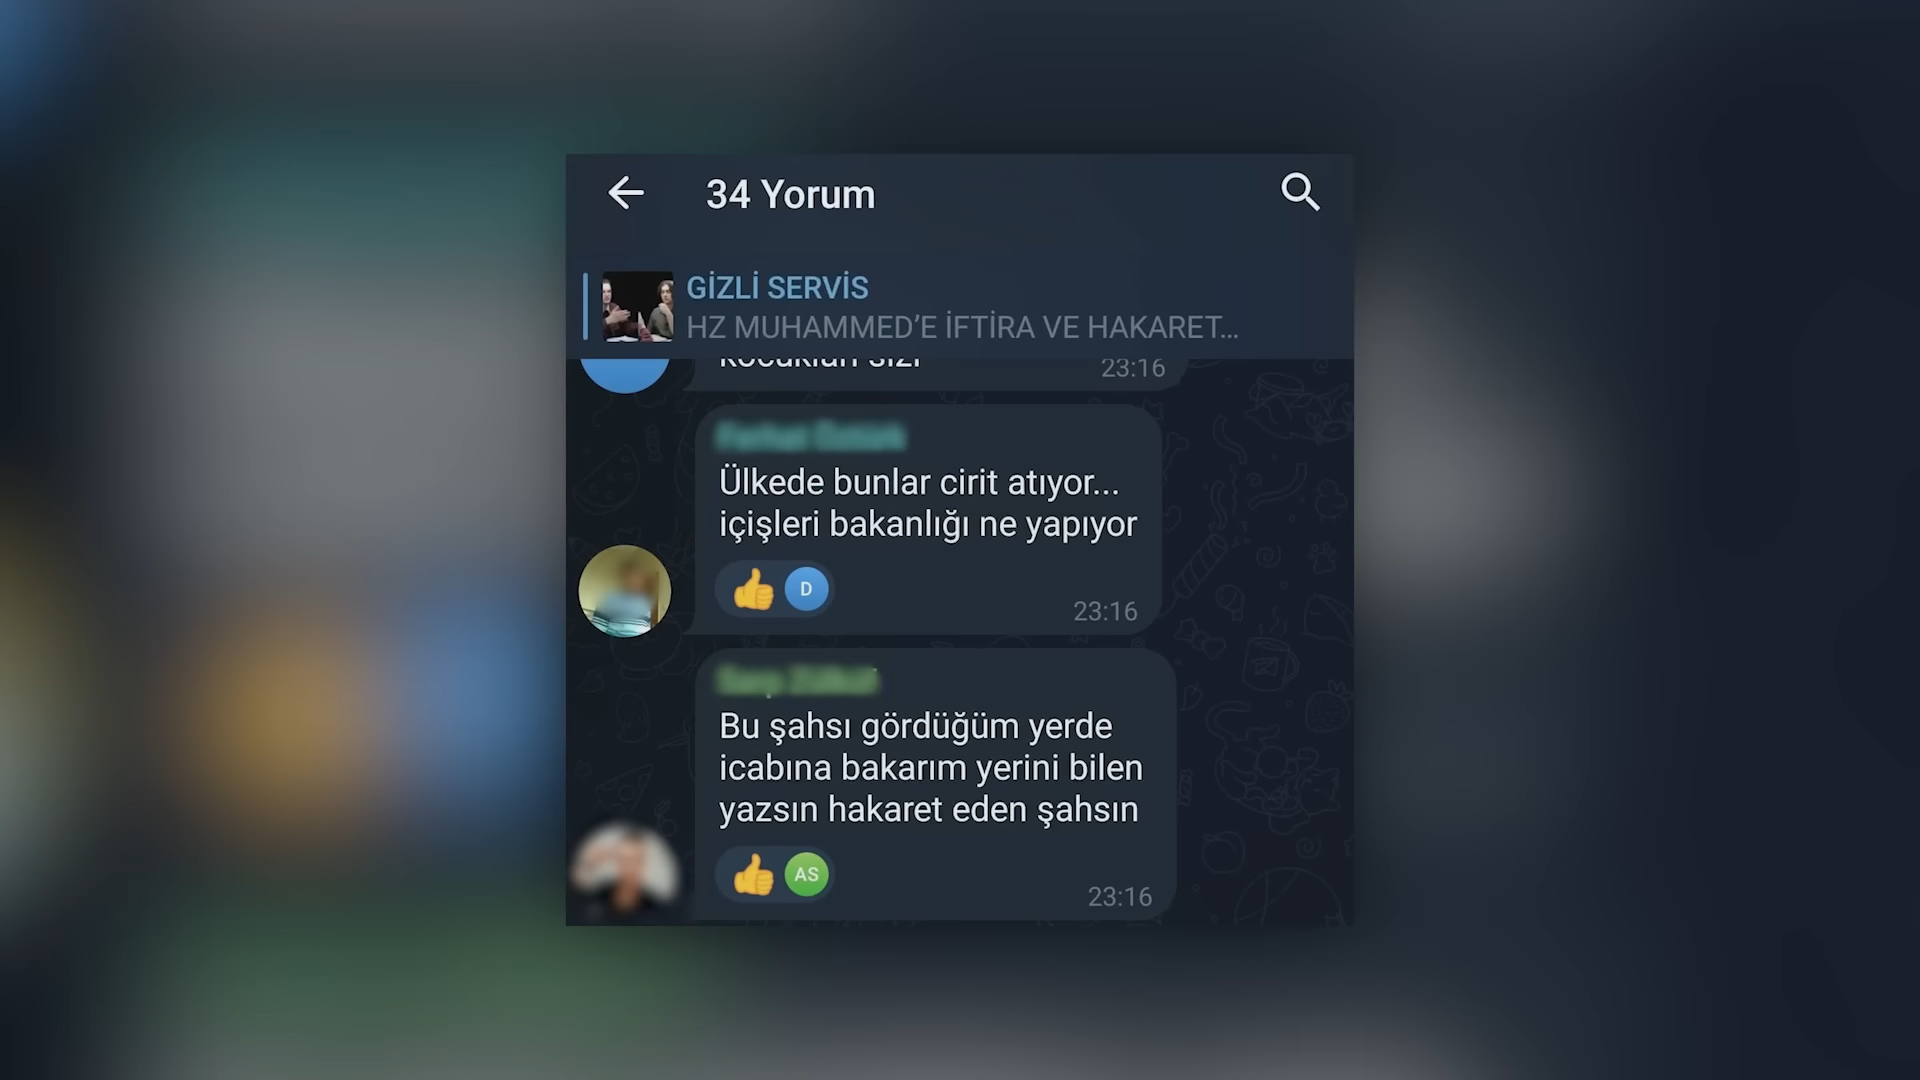 34 Yorum
GİZLİ SERVİS
HZ MUHAMMED’E İFTİRA VE HAKARET...
23:16
Ülkede bunlar cirit atıyor...
içişleri bakanlığı ne yapıyor
D
23:16
Bu şahsı gördüğüm yerde
icabına bakarım yerini bilen
yazsın hakaret eden şahsın
AS
23:16